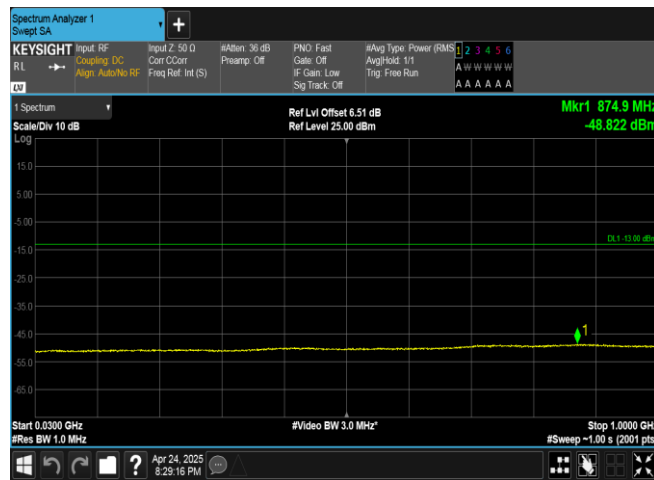 Spectrum Analyzer 1
Swept SA
+
KEYSIGHT
RL
LXI
Input: RF
Coupling: DC
Align: Auto/No RF
Input Z: 50 Ω
Corr CCorr
Freq Ref: Int (S)
#Atten: 36 dB
Preamp: Off
PNO: Fast
Gate: Off
IF Gain: Low
Sig Track: Off
#Avg Type: Power (RMS
Avg|Hold: 1/1
Trig: Free Run
1 2 3 4 5 6
A W W W W W
A A A A A A
1 Spectrum
Scale/Div 10 dB
Log
Ref Lvl Offset 6.51 dB
Ref Level 25.00 dBm
Mkr1 874.9 MHz
-48.822 dBm
15.0
5.00
-5.00
DL1 -13.00 dBm
-15.0
-25.0
-35.0
-45.0
1
-55.0
-65.0
Start 0.0300 GHz
#Res BW 1.0 MHz
#Video BW 3.0 MHz*
Stop 1.0000 GHz
#Sweep ~1.00 s (2001 pts
?
Apr 24, 2025
8:29:16 PM